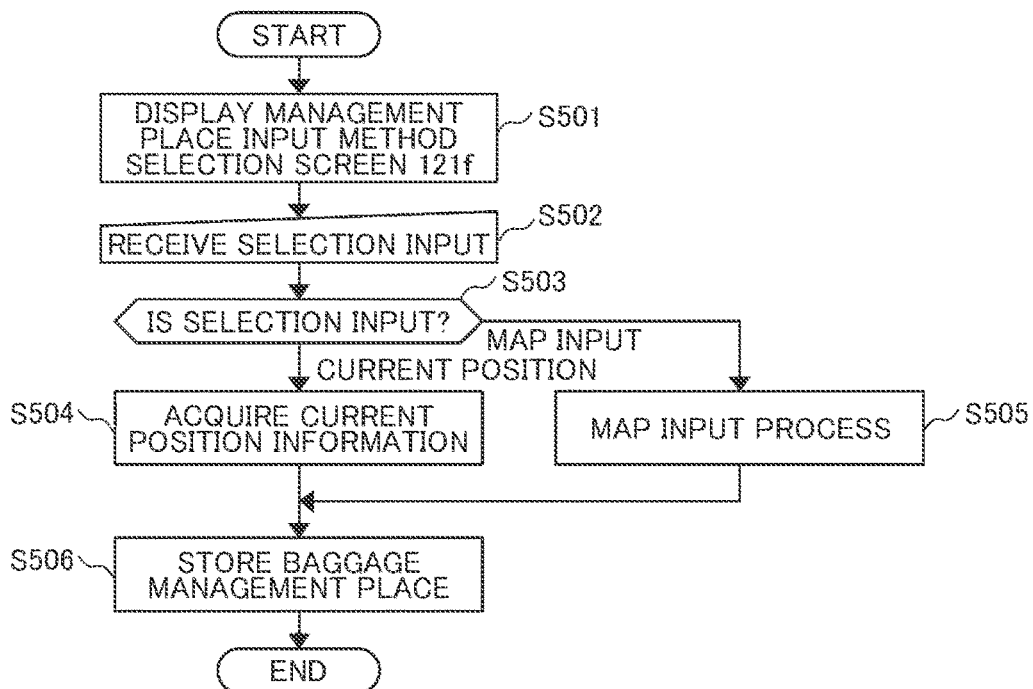 START
DISPLAY MANAGEMENT
PLACE INPUT METHOD
SELECTION SCREEN 121f
S501
RECEIVE SELECTION INPUT
S502
S503
IS SELECTION INPUT?
MAP INPUT
CURRENT POSITION
S504
ACQUIRE CURRENT
POSITION INFORMATION
MAP INPUT PROCESS
S505
S506
STORE BAGGAGE
MANAGEMENT PLACE
END